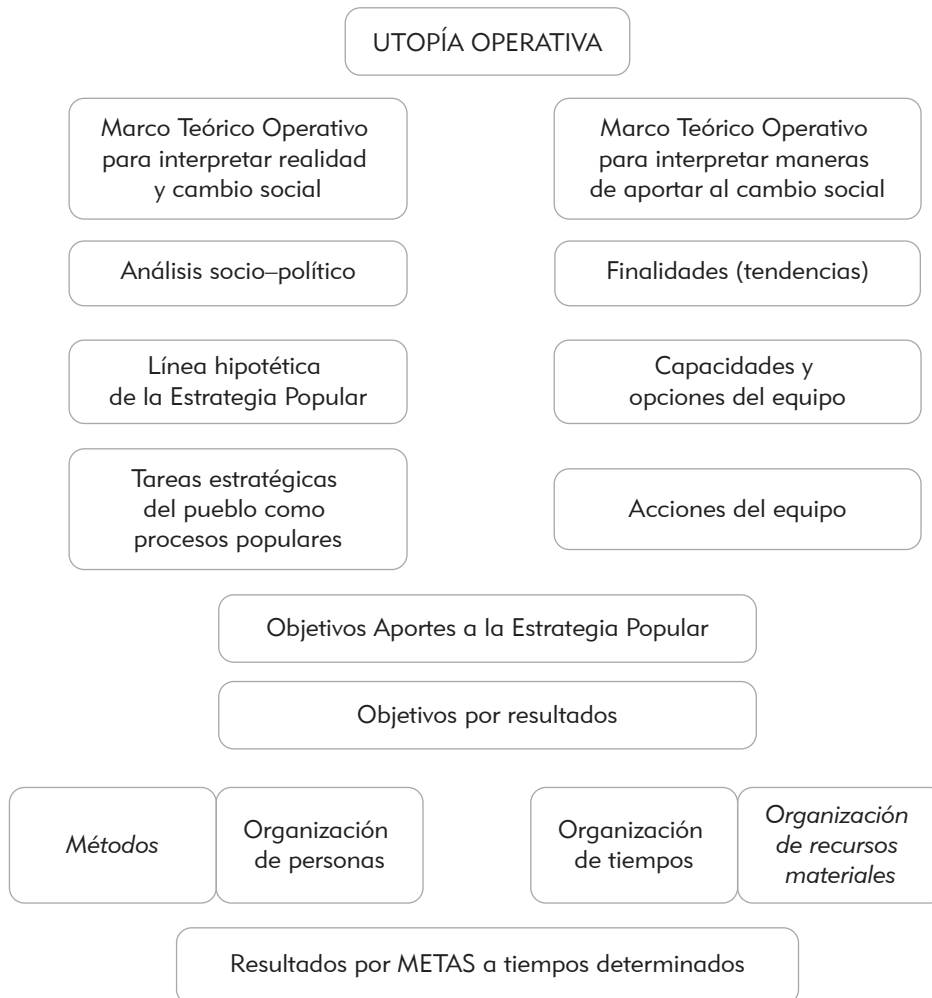 UTOPÍA OPERATIVA
Marco Teórico Operativo
para interpretar realidad
y cambio social
Marco Teórico Operativo
para interpretar maneras
de aportar al cambio social
Análisis socio–político
Finalidades (tendencias)
Línea hipotética
de la Estrategia Popular
Capacidades y
opciones del equipo
Tareas estratégicas
del pueblo como
procesos populares
Acciones del equipo
Objetivos Aportes a la Estrategia Popular
Objetivos por resultados
Métodos
Organización
de personas
Organización
de tiempos
Organización
de recursos
materiales
Resultados por METAS a tiempos determinados